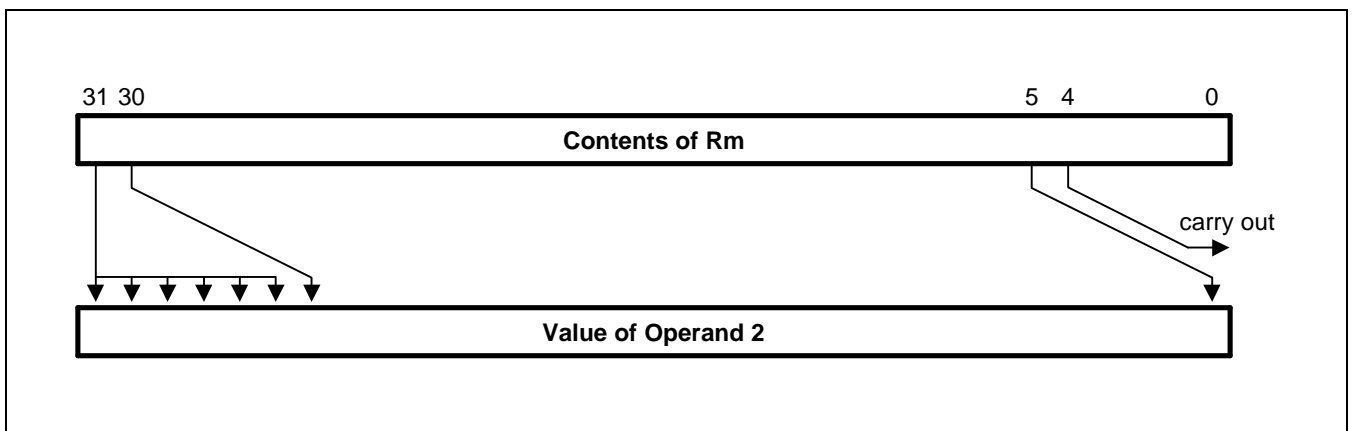 31 30 5 4 0
Contents of Rm
carry out
Value of Operand 2